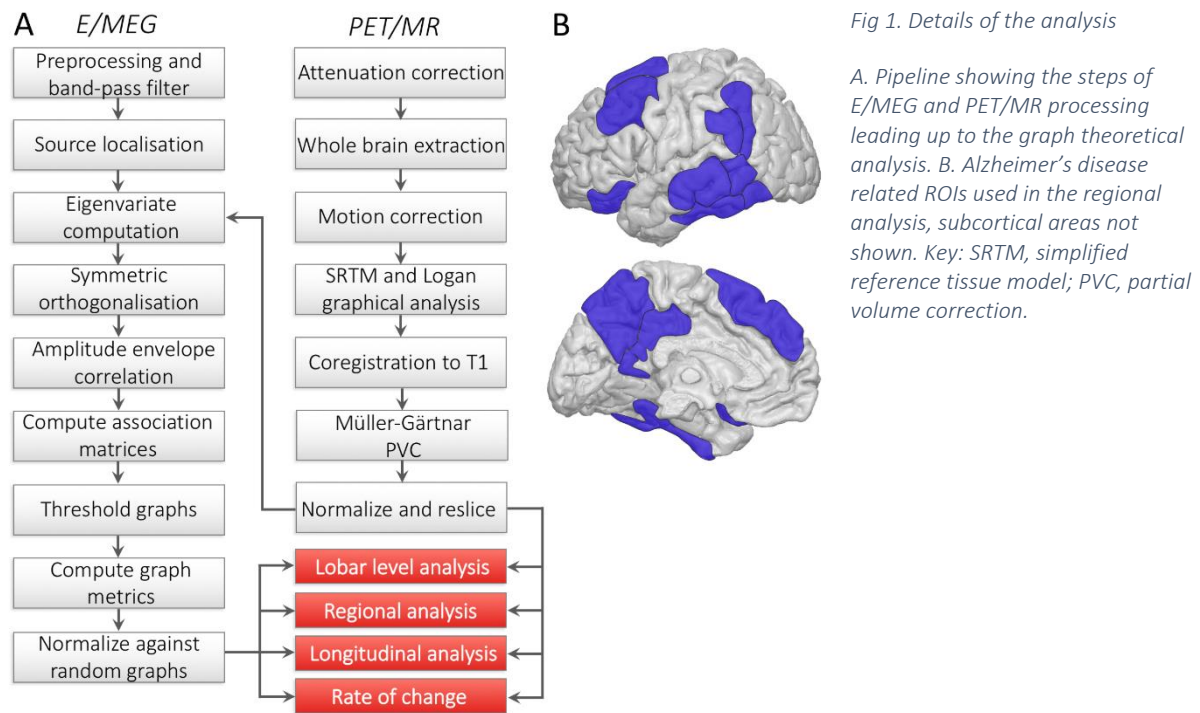 A
E/MEG
Preprocessing and
band-pass filter
Source localisation
Eigenvariate
computation
Symmetric
orthogonalisation
Amplitude envelope
correlation
Compute association
matrices
Threshold graphs
Compute graph
metrics
Normalize against
random graphs
PET/MR
Attenuation correction
Whole brain extraction
Motion correction
SRTM and Logan
graphical analysis
Coregistration to T1
Müller-Gärtnar
PVC
Normalize and reslice
Lobar level analysis
Regional analysis
Longitudinal analysis
Rate of change
B
Fig 1. Details of the analysis
A. Pipeline showing the steps of
E/MEG and PET/MR processing
leading up to the graph theoretical
analysis. B. Alzheimer's disease
related ROIs used in the regional
analysis, subcortical areas not
shown. Key: SRTM, simplified
reference tissue model; PVC, partial
volume correction.